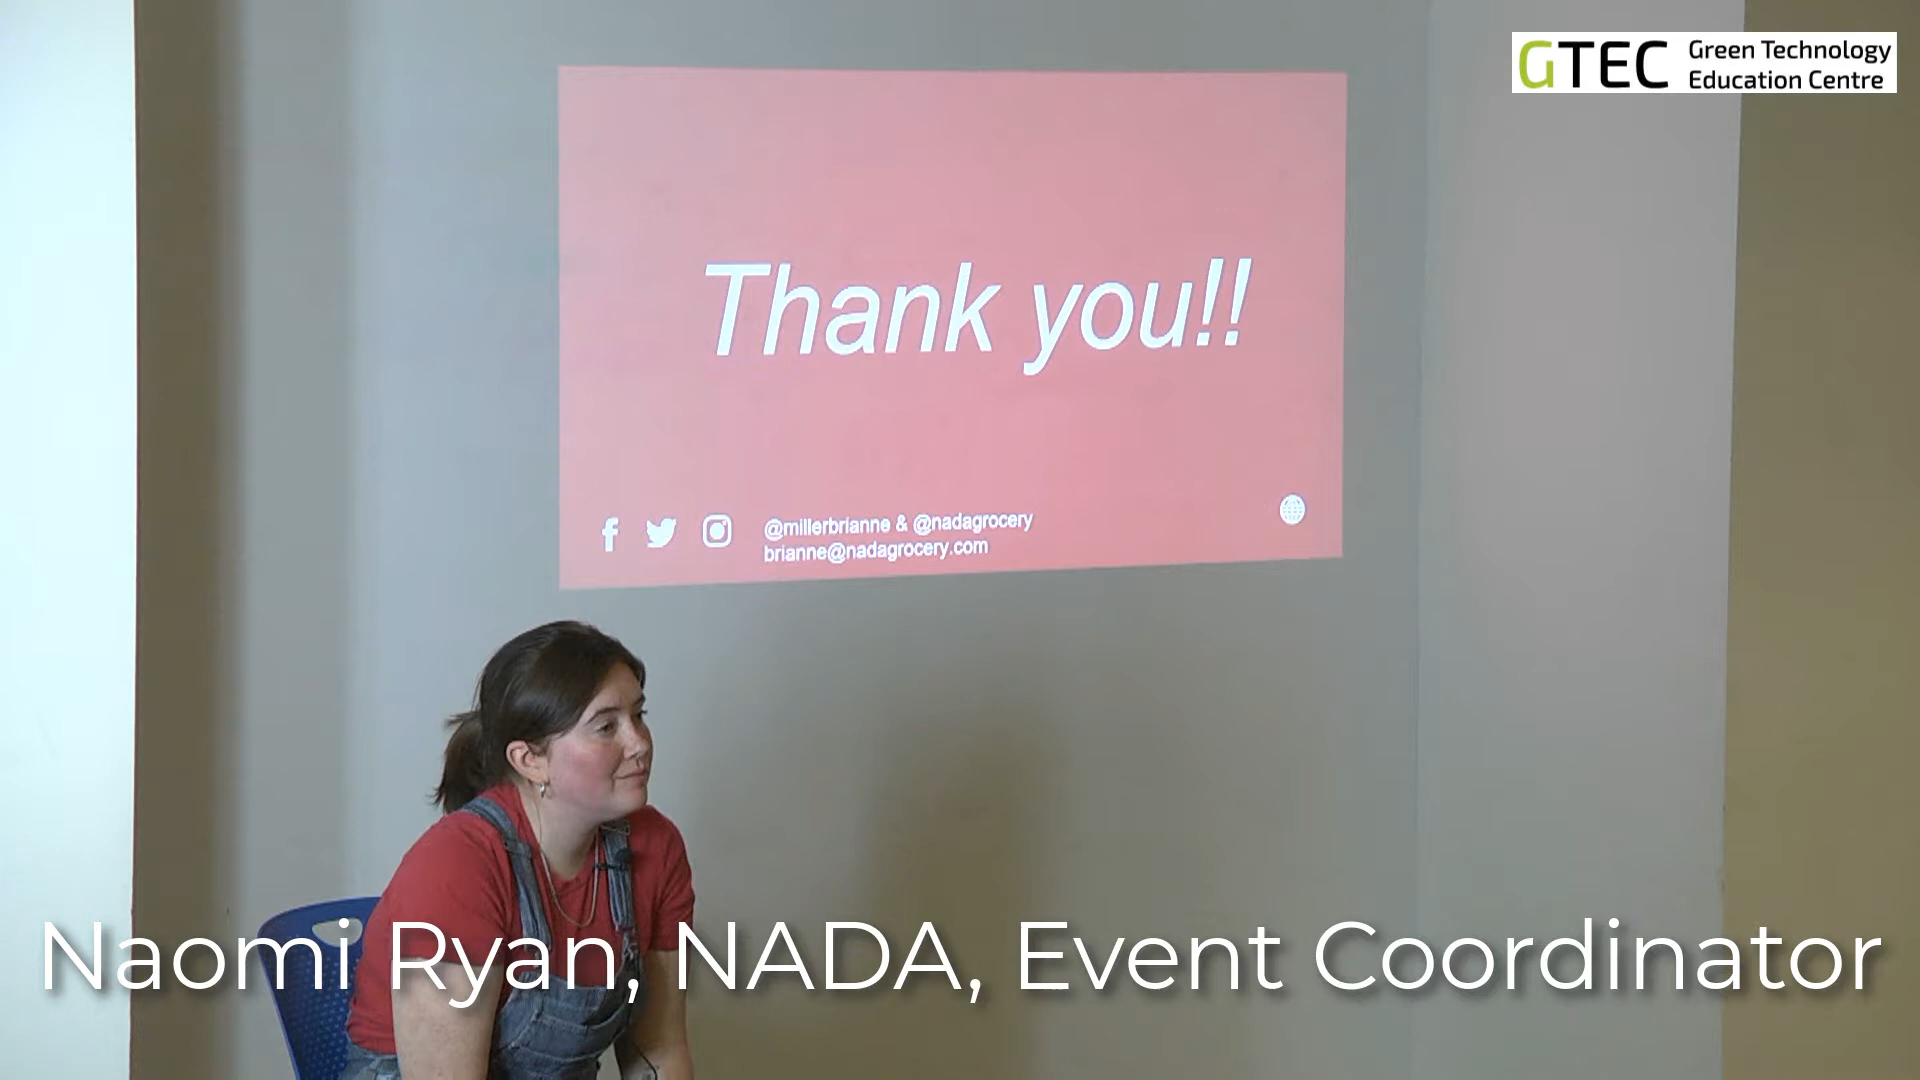 GTEC
Green Technology
Education Centre
Thank you!!
@millerbrianne & @nadagrocery
brianne@nadagrocery.com
Naomi Ryan, NADA, Event Coordinator